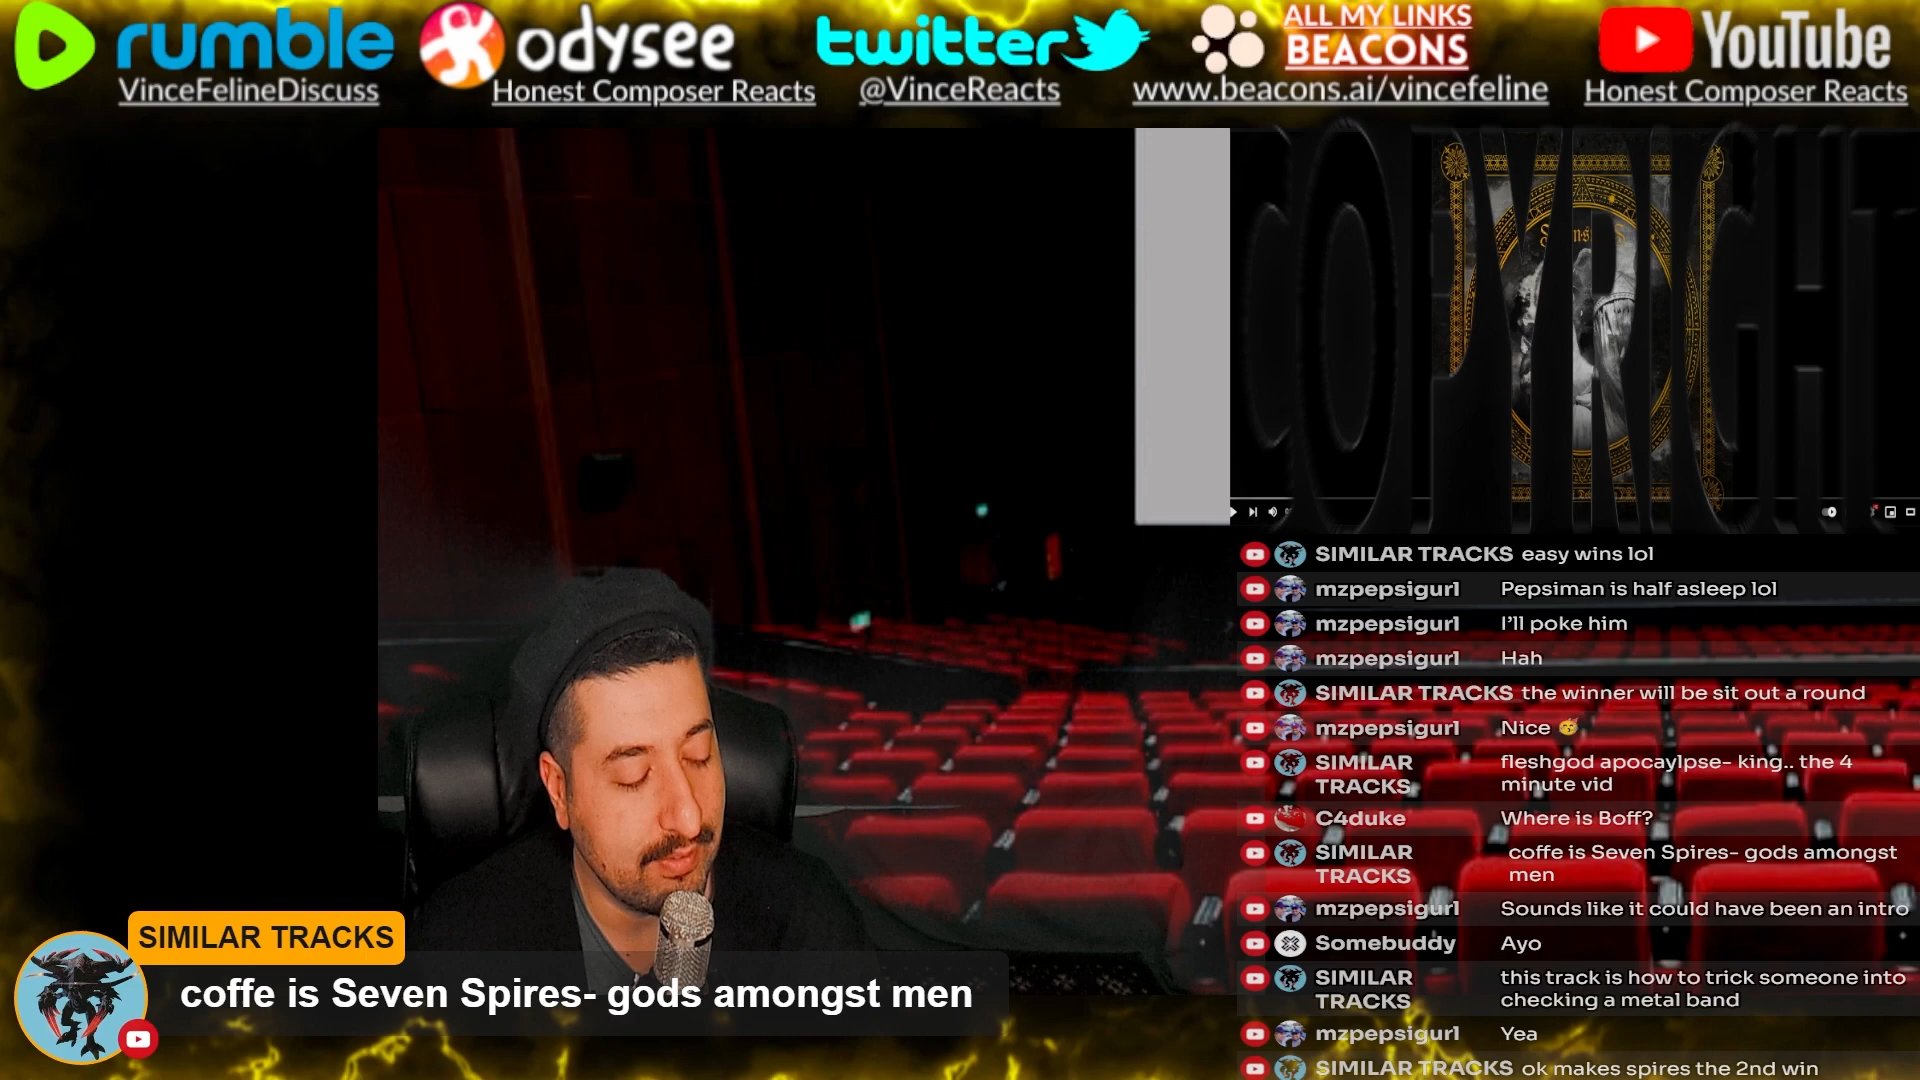 rumble
VinceFelineDiscuss
odysee
Honest Composer Reacts
twitter
@VinceReacts
ALL MY LINKS
BEACONS
www.beacons.ai/vincefeline
YouTube
Honest Composer Reacts
COPYRIGHT
SIMILAR TRACKS easy wins lol
mzpepsigurl Pepsiman is half asleep lol
mzpepsigurl I'll poke him
mzpepsigurl Hah
SIMILAR TRACKS the winner will be sit out a round
mzpepsigurl Nice 🥳
SIMILAR TRACKS fleshgod apocaylpse- king.. the 4
minute vid
C4duke Where is Boff?
SIMILAR TRACKS coffe is Seven Spires- gods amongst
men
mzpepsigurl Sounds like it could have been an intro
Somebuddy Ayo
SIMILAR TRACKS this track is how to trick someone into
checking a metal band
mzpepsigurl Yea
SIMILAR TRACKS ok makes spires the 2nd win
SIMILAR TRACKS
coffe is Seven Spires- gods amongst men